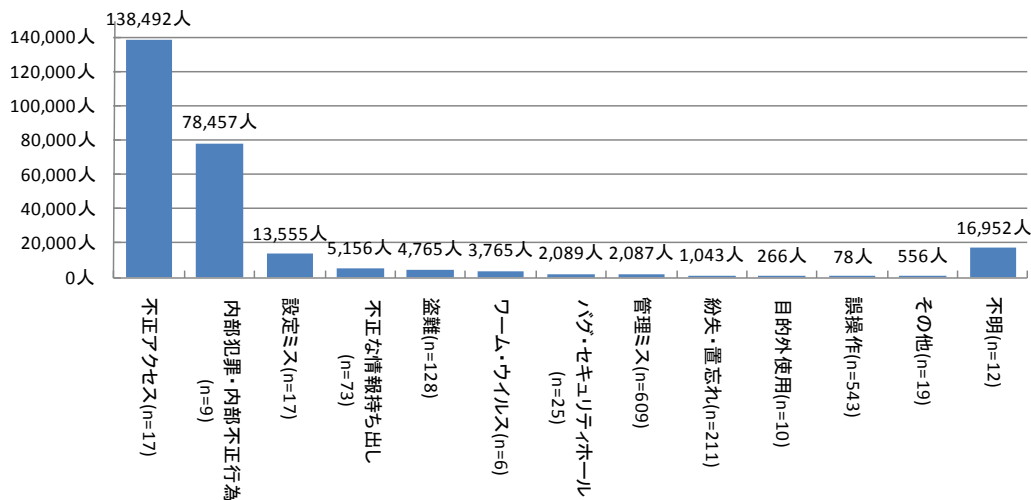 138,492人
140,000人
120,000人
100,000人
80,000人
60,000人
40,000人
20,000人
0人
78,457人
13,555人
5,156人
4,765人
3,765人
2,089人
2,087人
1,043人
266人
78人
556人
16,952人
不正アクセス(n=17)
内部犯罪・内部不正行為
(n=9)
設定ミス(n=17)
不正な情報持ち出し
(n=73)
盗難(n=128)
ワーム・ウイルス(n=6)
バグ・セキュリティホール
(n=25)
管理ミス(n=609)
紛失・置忘れ(n=211)
目的外使用(n=10)
誤操作(n=543)
その他(n=19)
不明(n=12)